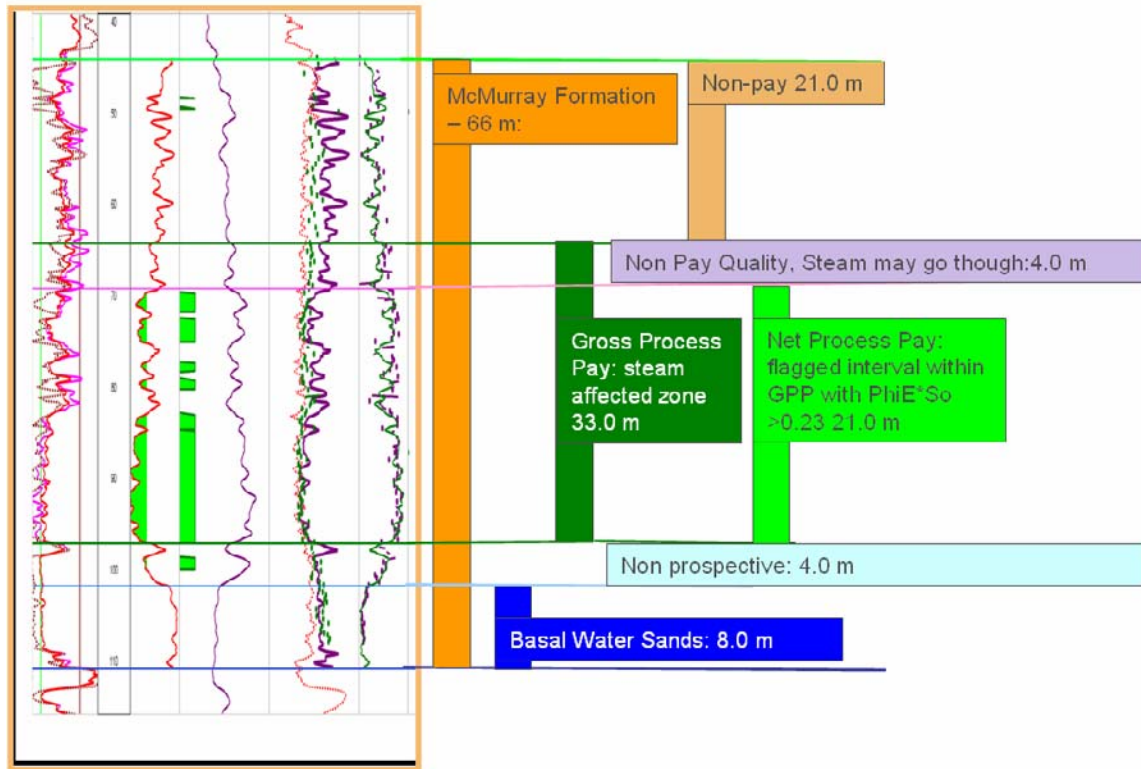 McMurray Formation
– 66 m:
Non-pay 21.0 m
Non Pay Quality, Steam may go though:4.0 m
Gross Process
Pay: steam
affected zone
33.0 m
Net Process Pay:
flagged interval within
GPP with PhiE*So
>0.23 21.0 m
Non prospective: 4.0 m
Basal Water Sands: 8.0 m